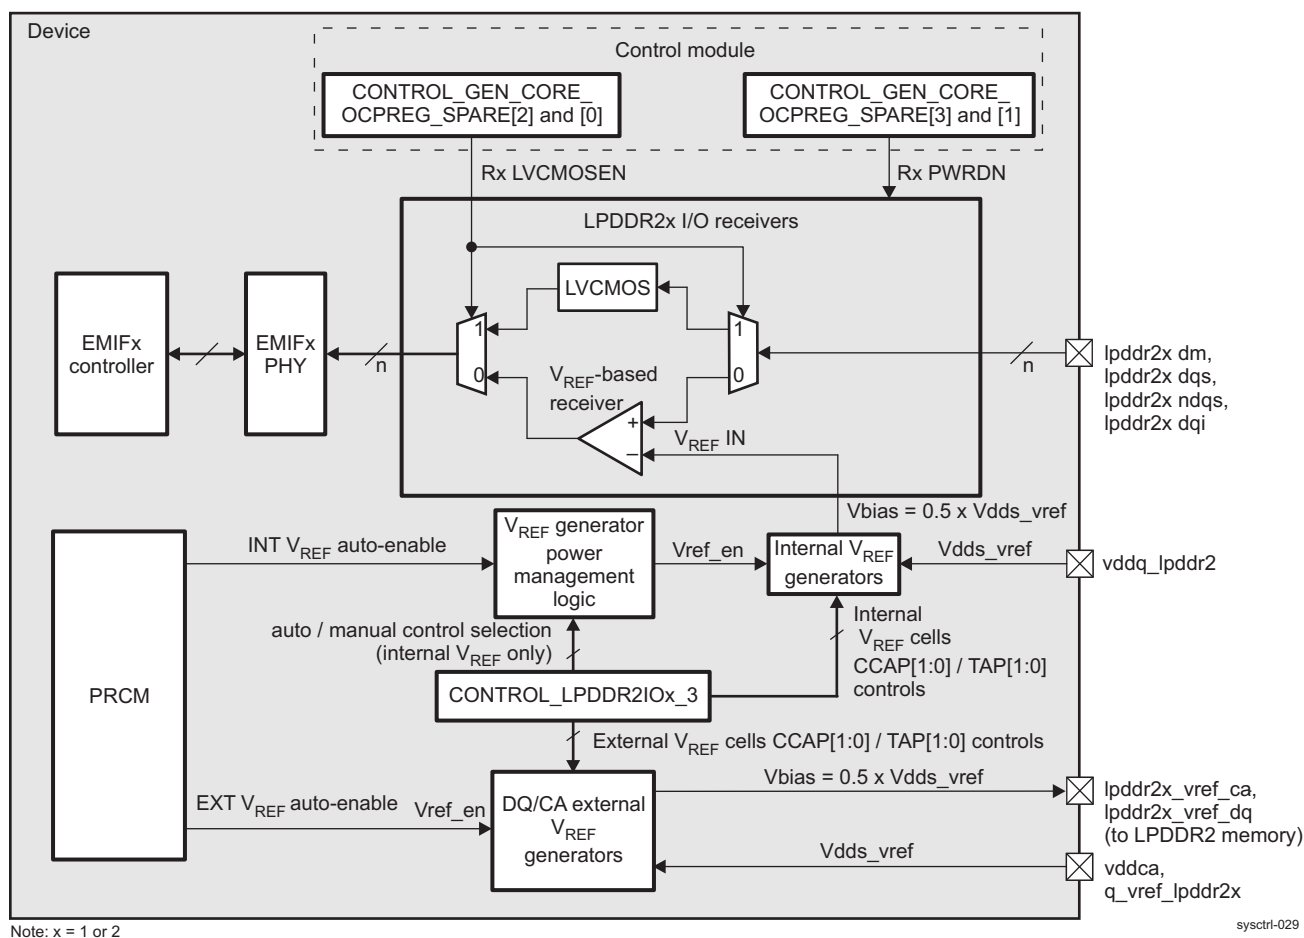 Device
Control module
CONTROL_GEN_CORE_
OCPREG_SPARE[2] and [0]
CONTROL_GEN_CORE_
OCPREG_SPARE[3] and [1]
Rx LVCMOSEN
Rx PWRDN
LPDDR2x I/O receivers
LVCMOS
1
0
1
0
EMIFx
controller
EMIFx
PHY
n
n
VREF-based
receiver
+
–
VREF IN
lpddr2x dm,
lpddr2x dqs,
lpddr2x ndqs,
lpddr2x dqi
Vbias = 0.5 x Vdds_vref
INT VREF auto-enable
VREF generator
power
management
logic
Vref_en
Internal VREF
generators
Vdds_vref
vddq_lpddr2
auto / manual control selection
(internal VREF only)
Internal
VREF cells
CCAP[1:0] / TAP[1:0]
controls
PRCM
CONTROL_LPDDR2IOx_3
External VREF cells CCAP[1:0] / TAP[1:0] controls
EXT VREF auto-enable
Vref_en
DQ/CA external
VREF
generators
Vbias = 0.5 x Vdds_vref
lpddr2x_vref_ca,
lpddr2x_vref_dq
(to LPDDR2 memory)
Vdds_vref
vddca,
q_vref_lpddr2x
Note: x = 1 or 2
sysctrl-029